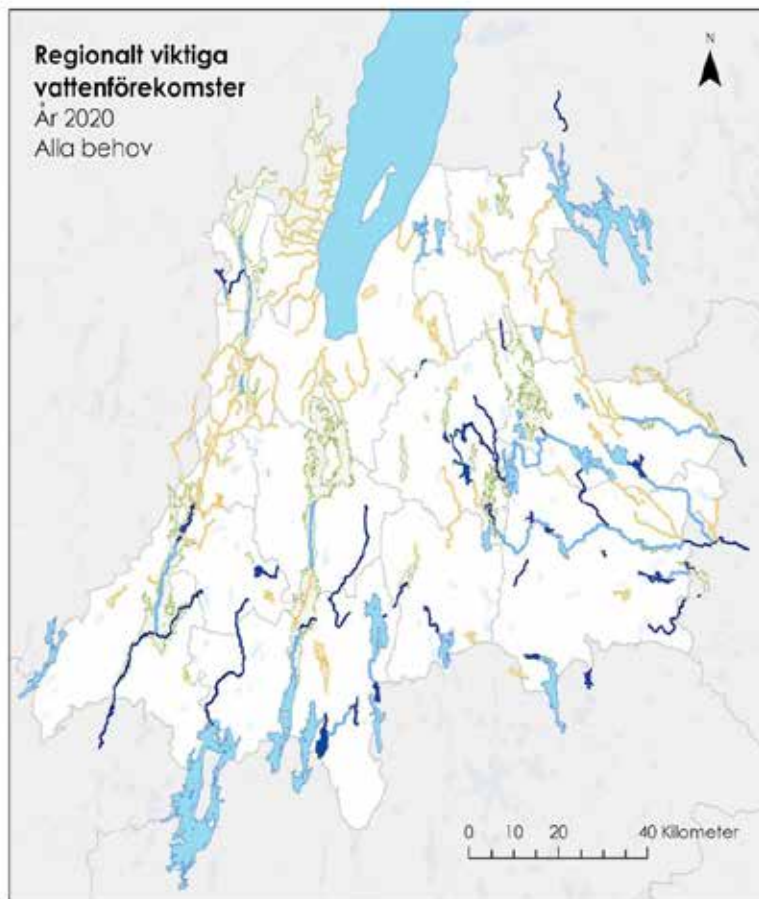 Regionalt viktiga
vattenförekomster
År 2020
Alla behov
N
0 10 20 40 Kilometer